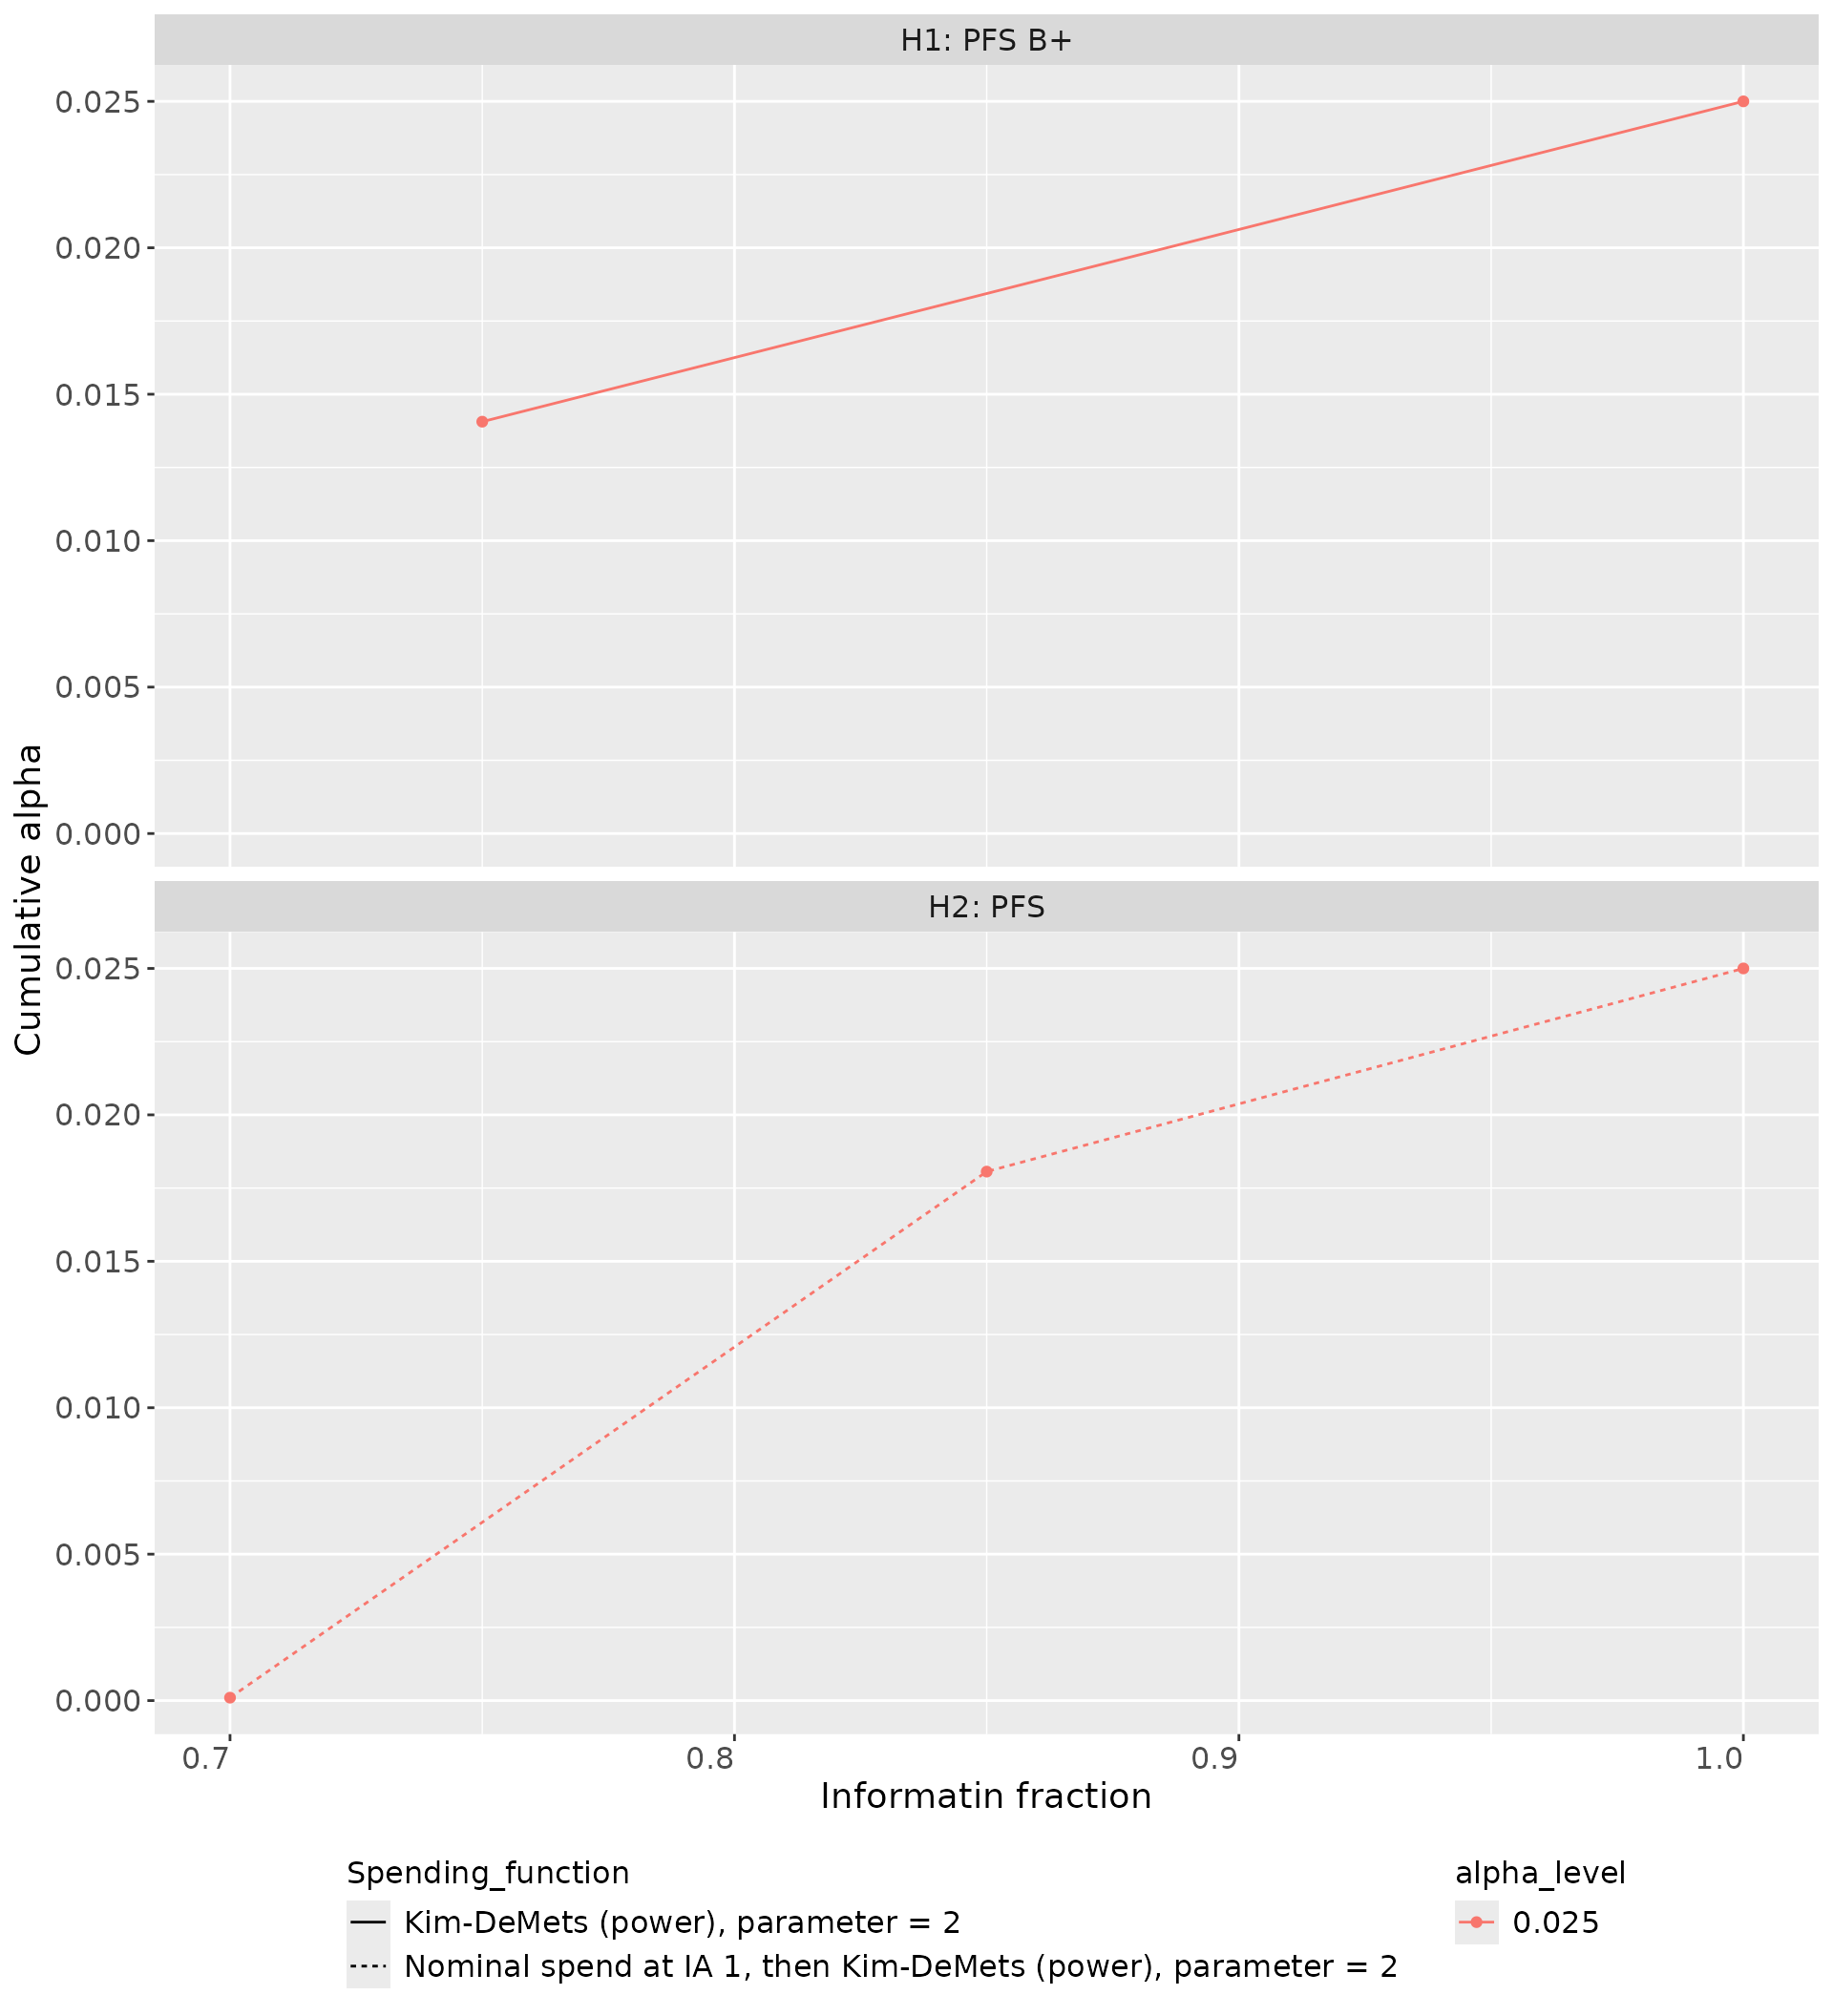 H1: PFS B+
0.025
0.020
0.015
0.010
0.005
0.000
Cumulative alpha
H2: PFS
0.025
0.020
0.015
0.010
0.005
0.000
0.7 0.8 0.9 1.0
Informatin fraction
Spending_function
Kim-DeMets (power), parameter = 2
Nominal spend at IA 1, then Kim-DeMets (power), parameter = 2
alpha_level
0.025